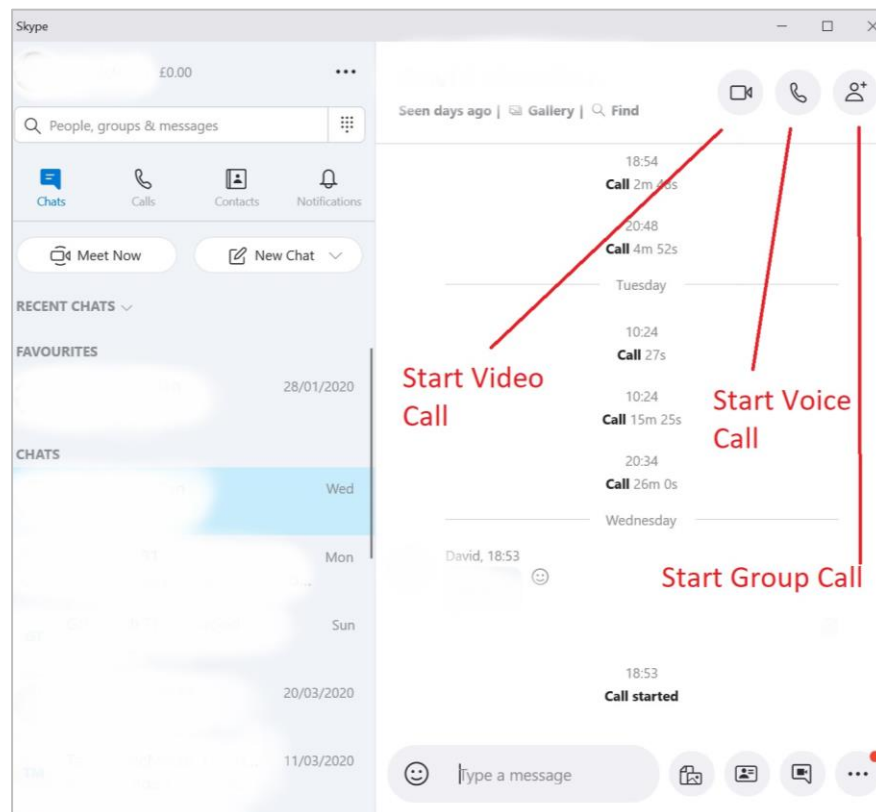 Skype
£0.00
People, groups & messages
Chats
Calls
Contacts
Notifications
Meet Now
New Chat
RECENT CHATS
FAVOURITES
28/01/2020
CHATS
Wed
Mon
Sun
20/03/2020
11/03/2020
Seen days ago | Gallery | Find
18:54
Call 2m 48s
20:48
Call 4m 52s
Tuesday
10:24
Call 27s
Start Video
Call
10:24
Call 15m 25s
Start Voice
Call
20:34
Call 26m 0s
Wednesday
David, 18:53
Start Group Call
18:53
Call started
Type a message